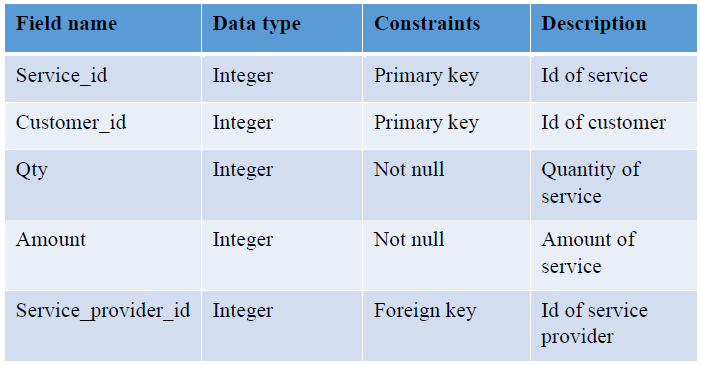 Field name Data type Constraints Description
Service_id Integer Primary key Id of service
Customer_id Integer Primary key Id of customer
Qty Integer Not null Quantity of
service
Amount Integer Not null Amount of
service
Service_provider_id Integer Foreign key Id of service
provider